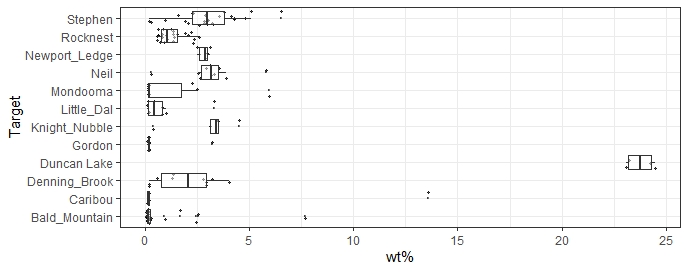 Stephen
Rocknest
Newport_Ledge
Neil
Mondooma
Little_Dal
Knight_Nubble
Gordon
Duncan Lake
Denning_Brook
Caribou
Bald_Mountain
Target
0 5 10 15 20 25
wt%